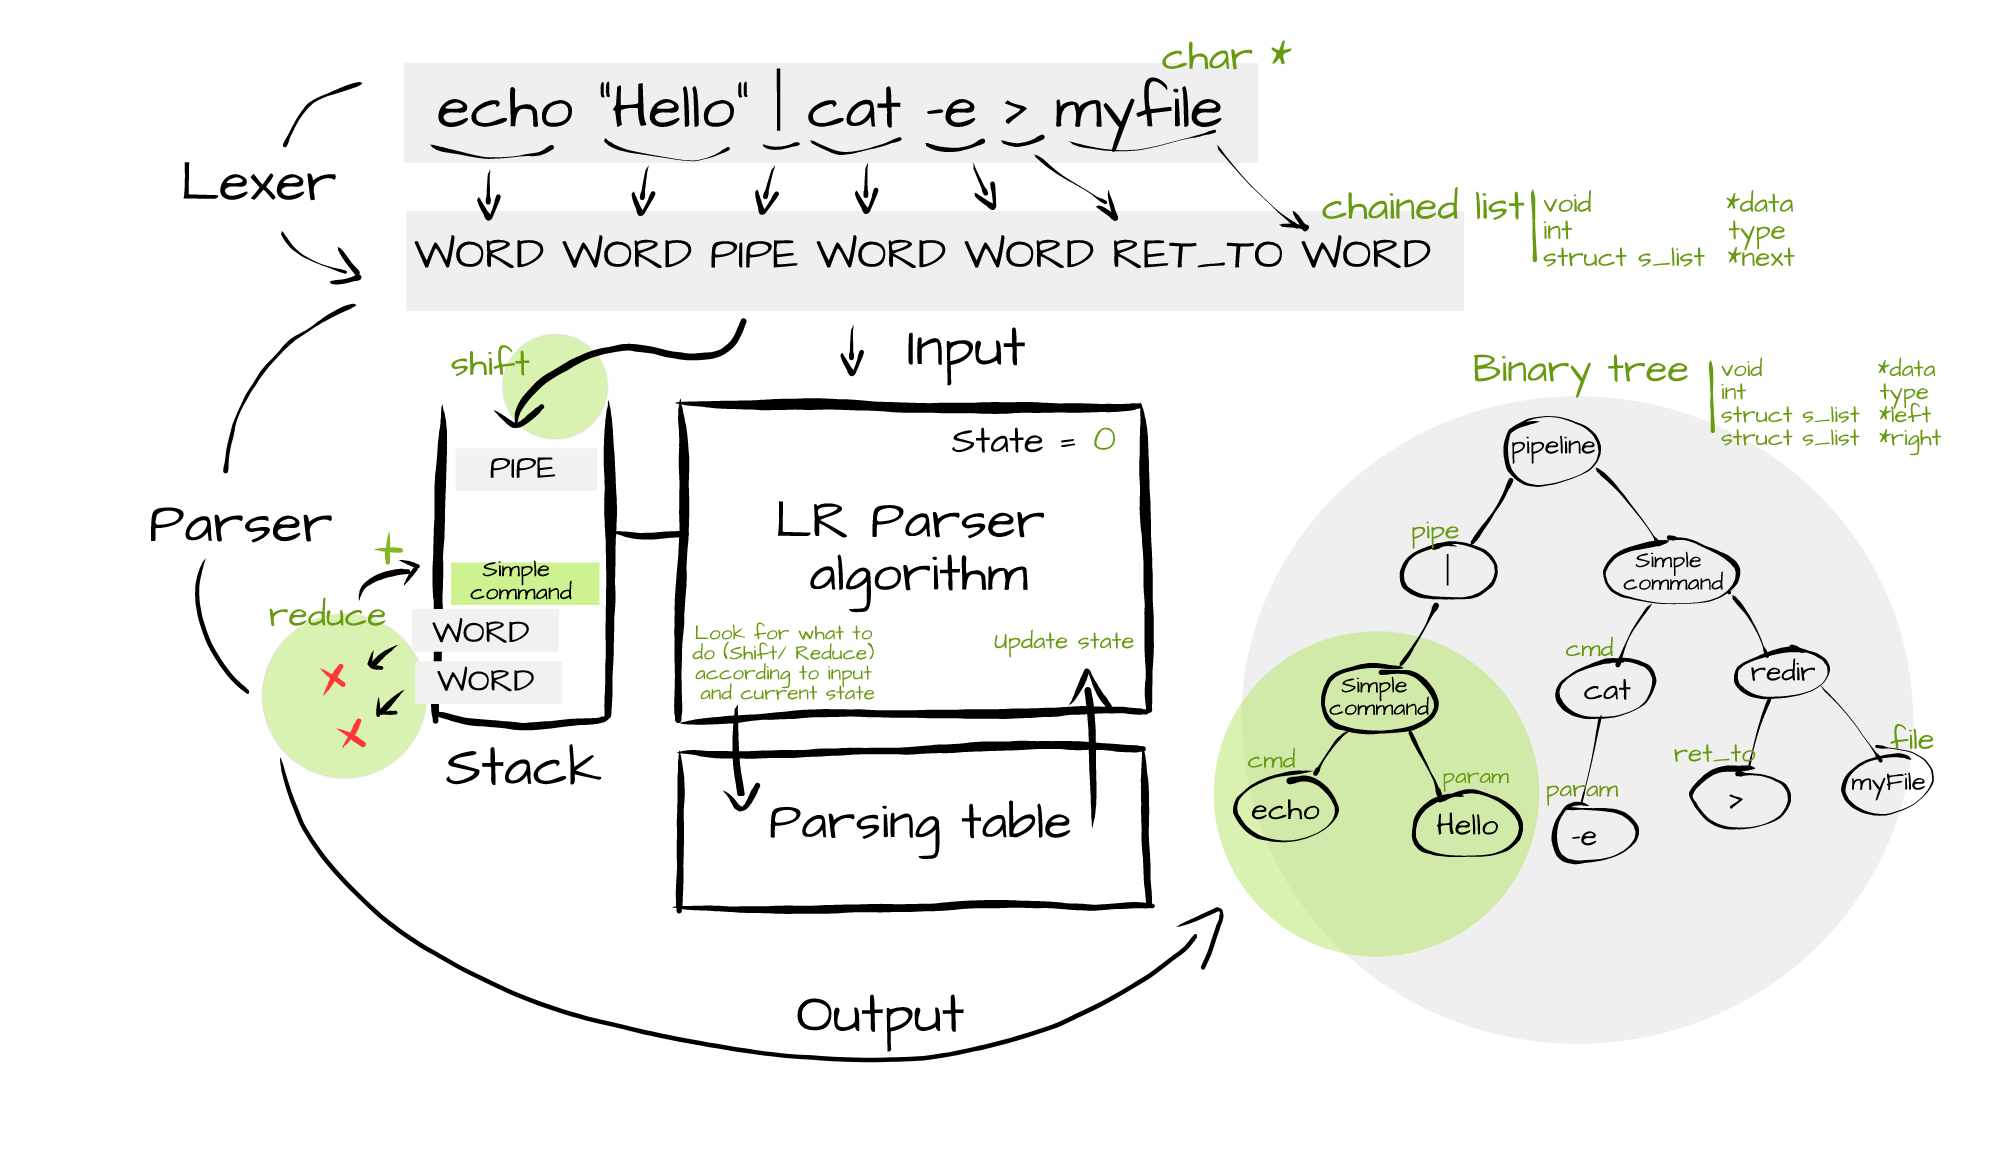 char *
echo "Hello" | cat -e > myfile
Lexer
WORD WORD PIPE WORD WORD RET_TO WORD
chained list
void *data
int type
struct s_list *next
shift
Input
PIPE
Simple
command
WORD
WORD
Stack
Parser
+
reduce
State = 0
LR Parser
algorithm
Look for what to
do (Shift/ Reduce)
according to input
and current state
Update state
Parsing table
Output
Binary tree
void *data
int type
struct s_list *left
struct s_list *right
pipeline
pipe
|
Simple
command
Simple
command
cmd
echo
param
Hello
cmd
cat
param
-e
redir
ret_to
>
file
myFile